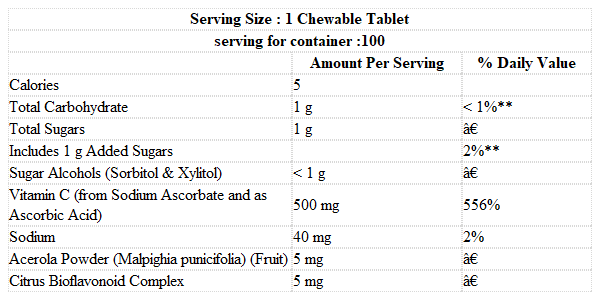 Serving Size : 1 Chewable Tablet
serving for container :100
Amount Per Serving % Daily Value
Calories 5
Total Carbohydrate 1 g < 1%**
Total Sugars 1 g â€
Includes 1 g Added Sugars 2%**
Sugar Alcohols (Sorbitol & Xylitol) < 1 g â€
Vitamin C (from Sodium Ascorbate and as
Ascorbic Acid) 500 mg 556%
Sodium 40 mg 2%
Acerola Powder (Malpighia punicifolia) (Fruit) 5 mg â€
Citrus Bioflavonoid Complex 5 mg â€